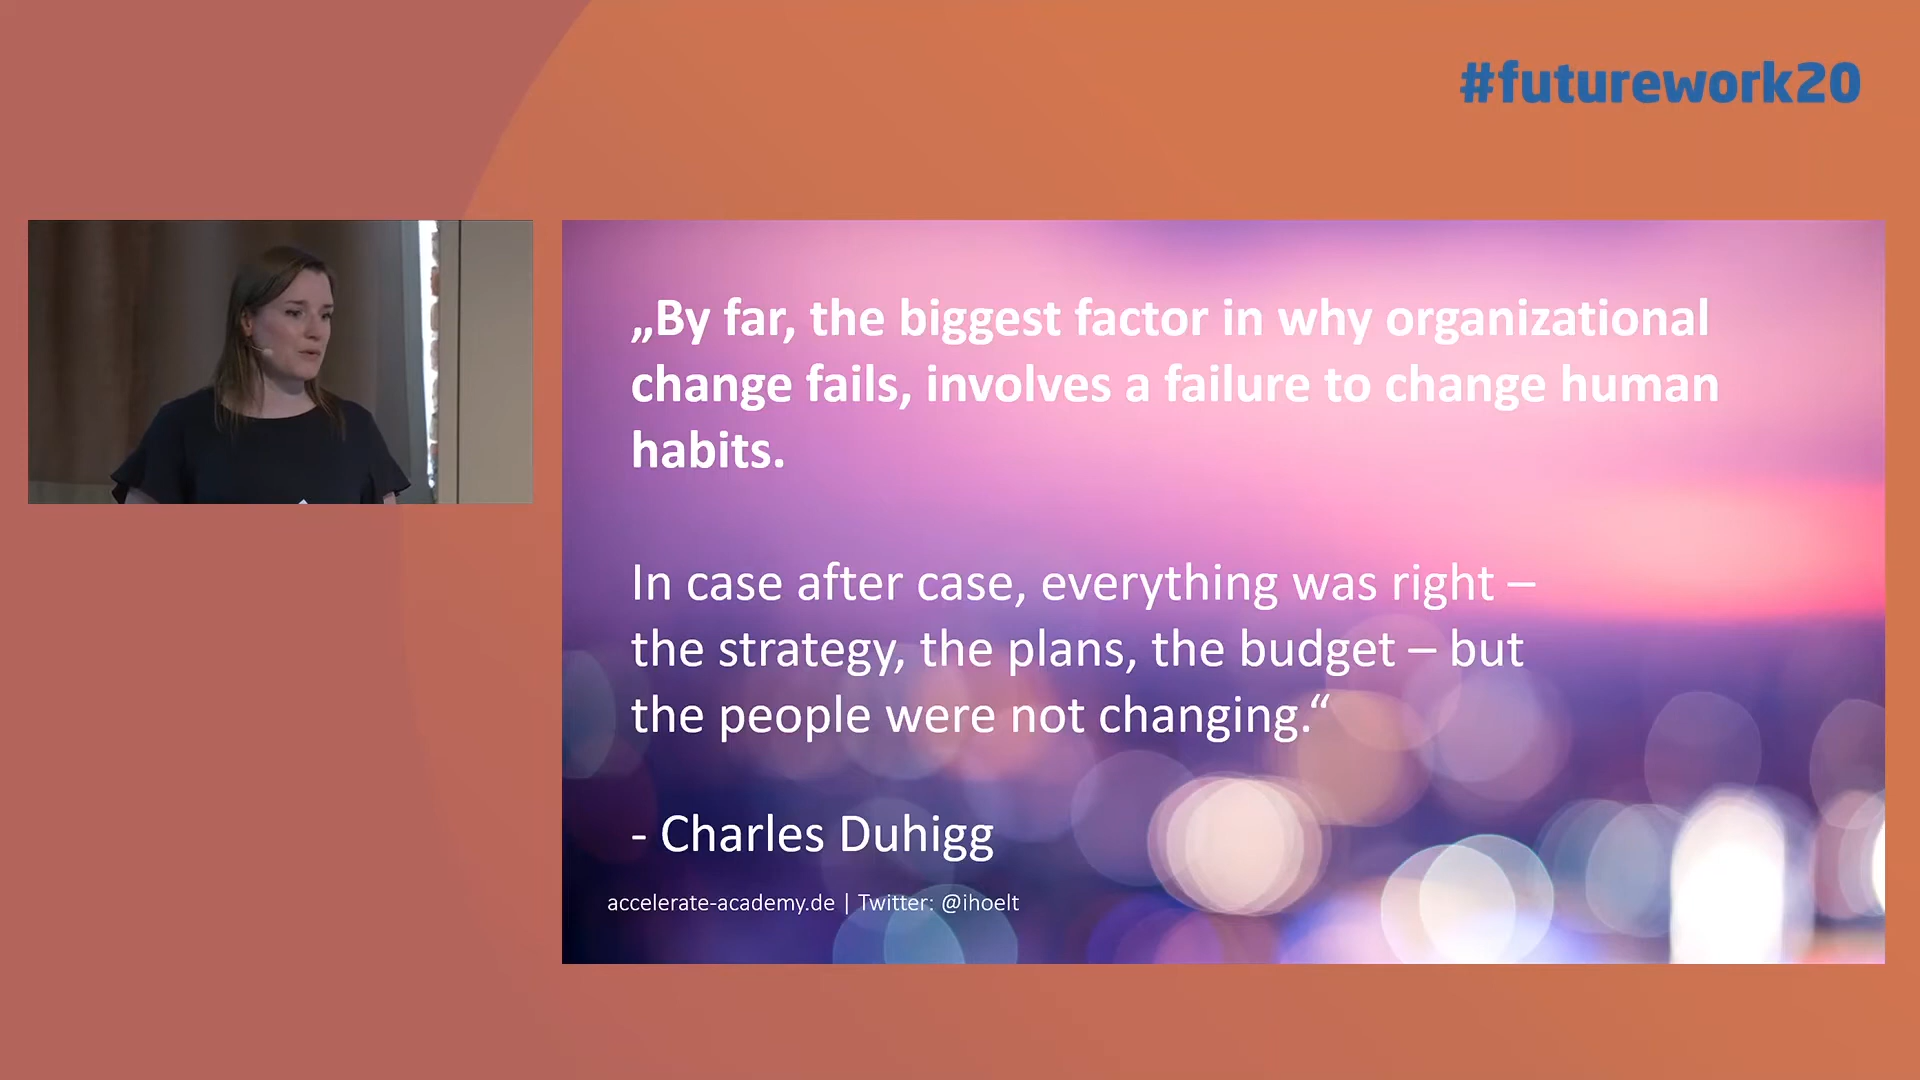 #futurework20
„By far, the biggest factor in why organizational
change fails, involves a failure to change human
habits.
In case after case, everything was right –
the strategy, the plans, the budget – but
the people were not changing.“
- Charles Duhigg
accelerate-academy.de | Twitter: @ihoelt